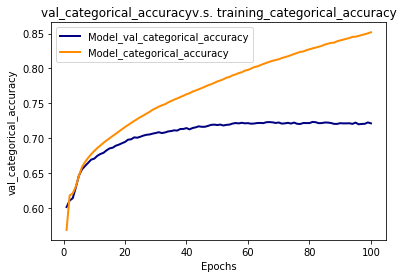 val_categorical_accuracyv.s. training_categorical_accuracy
Model_val_categorical_accuracy
Model_categorical_accuracy
val_categorical_accuracy
0.85
0.80
0.75
0.70
0.65
0.60
0 20 40 60 80 100
Epochs